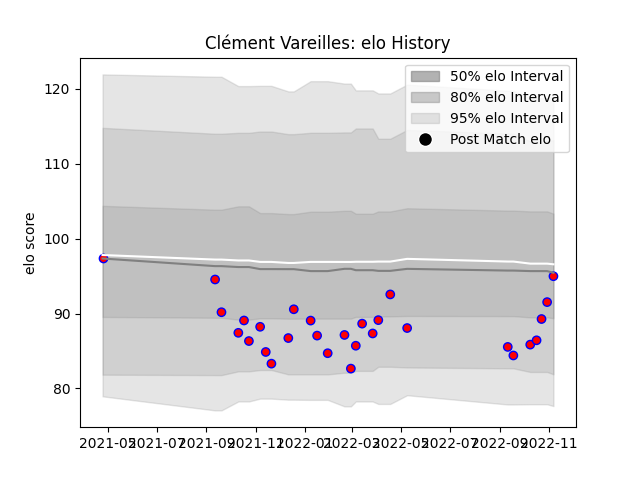 Clément Vareilles: elo History
50% elo Interval
80% elo Interval
95% elo Interval
Post Match elo
elo score
120
110
100
90
80
2021-05 2021-07 2021-09 2021-11 2022-01 2022-03 2022-05 2022-07 2022-09 2022-11